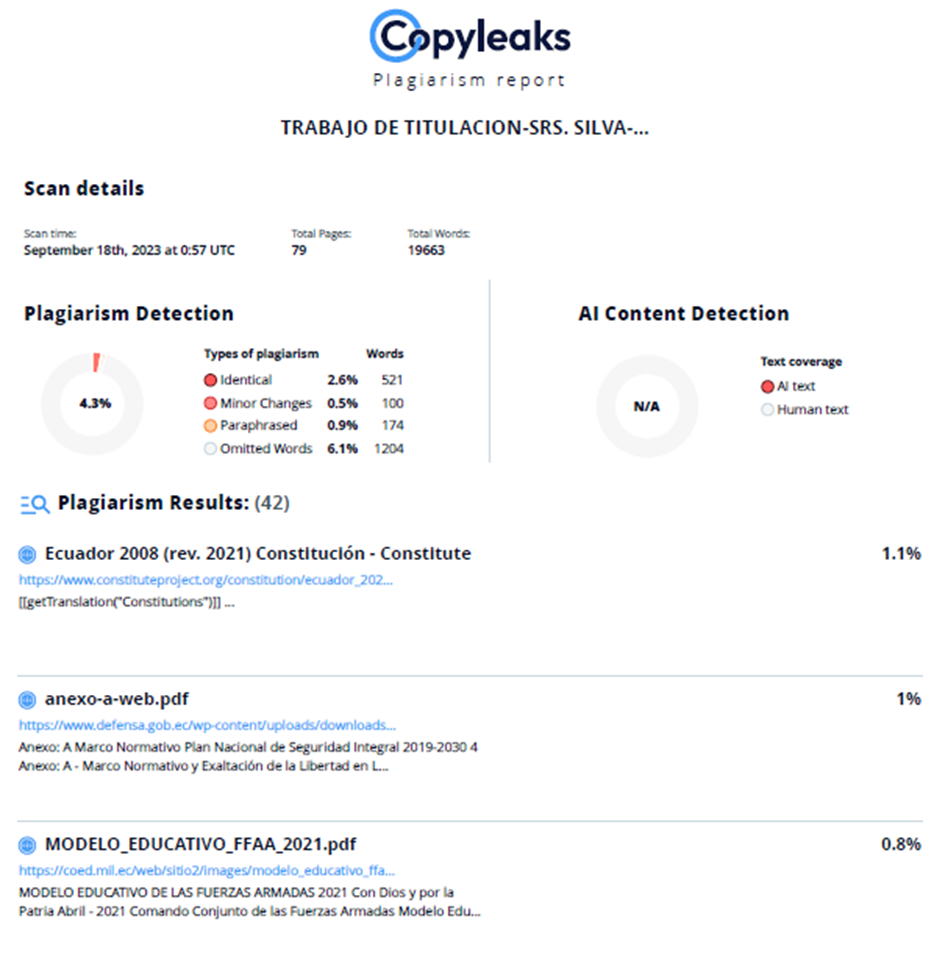 Copyleaks
Plagiarism report
TRABAJO DE TITULACION-SRS. SILVA-...
Scan details
Scan time: Total Pages: Total Words:
September 18th, 2023 at 0:57 UTC 79 19663
Plagiarism Detection
Types of plagiarism Words
Identical 2.6% 521
Minor Changes 0.5% 100
4.3%
Paraphrased 0.9% 174
Omitted Words 6.1% 1204
AI Content Detection
N/A
Text coverage
AI text
Human text
Plagiarism Results: (42)
Ecuador 2008 (rev. 2021) Constitución - Constitute 1.1%
https://www.constituteproject.org/constitution/ecuador_202...
[[getTranslation("Constitutions")]] ...
anexo-a-web.pdf 1%
https://www.defensa.gob.ec/wp-content/uploads/downloads...
Anexo: A Marco Normativo Plan Nacional de Seguridad Integral 2019-2030 4
Anexo: A - Marco Normativo y Exaltación de la Libertad en L...
MODELO_EDUCATIVO_FFAA_2021.pdf 0.8%
https://coed.mil.ec/web/sitio2/images/modelo_educativo_ffa...
MODELO EDUCATIVO DE LAS FUERZAS ARMADAS 2021 Con Dios y por la
Patria Abril - 2021 Comando Conjunto de las Fuerzas Armadas Modelo Edu...